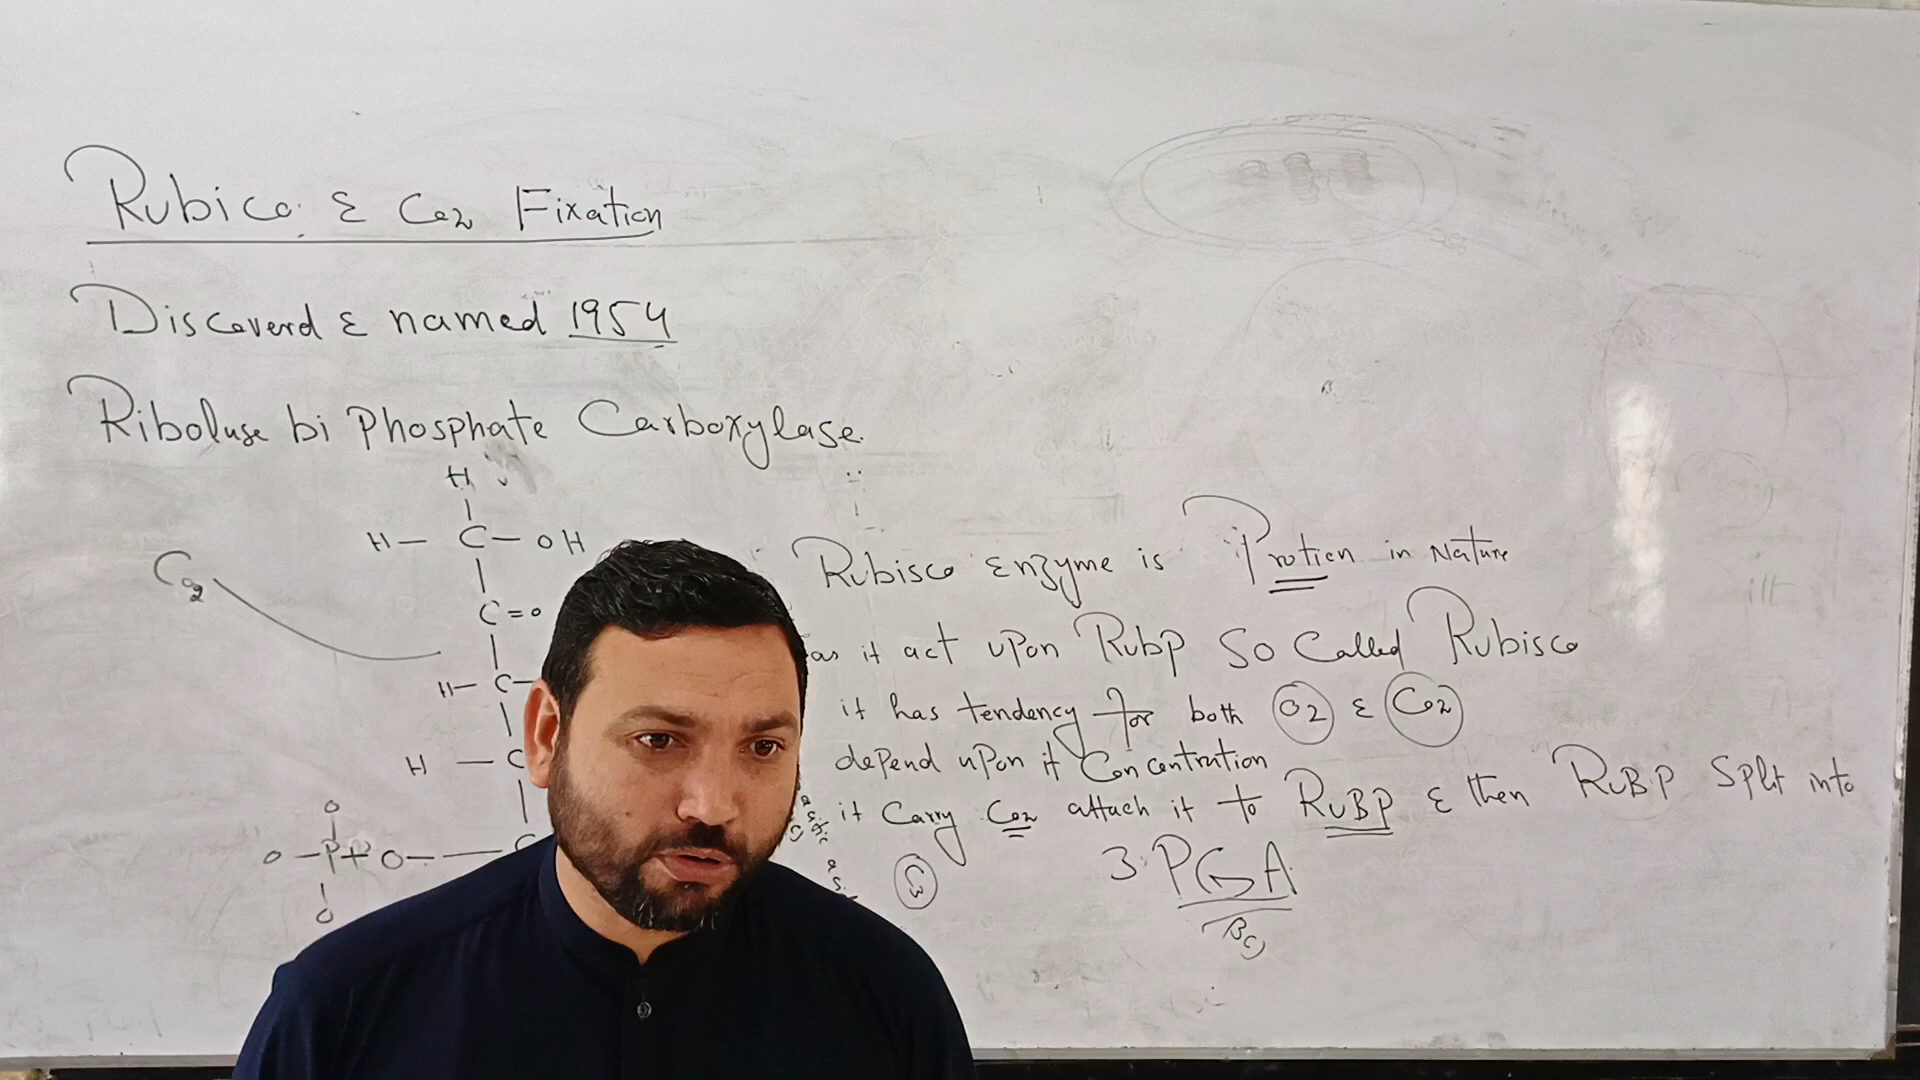 Rubico & Co2 Fixation
Discoverd & named 1954
Riboluse bi Phosphate Carboxylase
H
H — C — OH
Co2
C = O
H — C —
H — C
O
O — P — O — C
O
Rubisco enzyme is Protien in Nature
as it act upon Rubp So Called Rubisco
it has tendency for both O2 & Co2
depend upon it Concentration
it Carry Co2 attach it to RuBP & then RuBP Split into
3 PGA